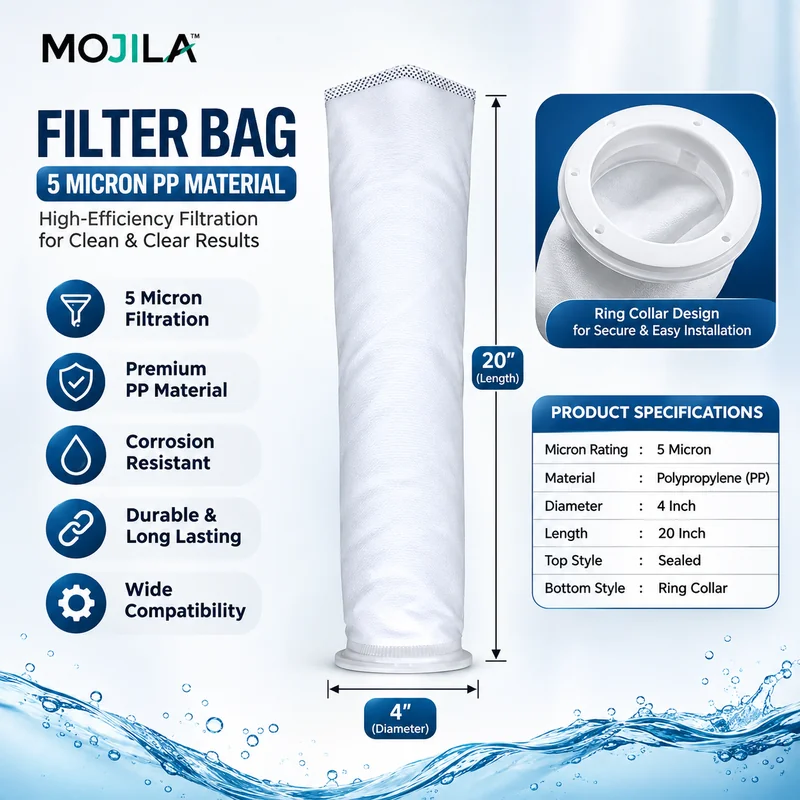 MOJILA™
FILTER BAG
5 MICRON PP MATERIAL
High-Efficiency Filtration
for Clean & Clear Results
5 Micron
Filtration
Premium
PP Material
Corrosion
Resistant
Durable &
Long Lasting
Wide
Compatibility
20"
(Length)
4"
(Diameter)
Ring Collar Design
for Secure & Easy Installation
PRODUCT SPECIFICATIONS
Micron Rating : 5 Micron
Material : Polypropylene (PP)
Diameter : 4 Inch
Length : 20 Inch
Top Style : Sealed
Bottom Style : Ring Collar